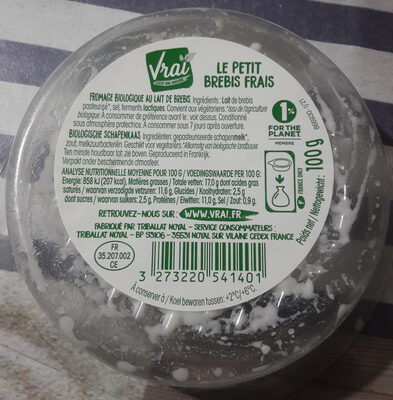 Vrai
C'EST MA NATURE
LE PETIT
BREBIS FRAIS
FROMAGE BIOLOGIQUE AU LAIT DE BREBIS. Ingrédients : Lait de brebis
pasteurisé*, sel, ferments lactiques. Convient aux végétariens. *Issu de l'agriculture
biologique. À consommer de préférence avant le : voir dessus. Conditionné
sous atmosphère protectrice. À consommer sous 7 jours après ouverture.
BIOLOGISCHE SCHAPENKAAS. Ingrediënten: gepasteuriseerde schapenmelk*,
zout, melkzuurbacteriën. Geschikt voor vegetariërs. *Afkomstig van biologische landbouw.
Ten minste houdbaar tot: zie boven. Geproduceerd in Frankrijk.
Verpakt onder beschermende atmosfeer.
1%
FOR THE
PLANET
MEMBRE
FRANCE ONLY
Poids net / Nettogewicht :
100 g
ANALYSE NUTRITIONNELLE MOYENNE POUR 100 G / VOEDINGSWAARDE PER 100 G:
Energie: 858 kJ (207 kcal), Matières grasses / Vetten Totale: 17,0 g dont acides gras
saturés / waarvan verzadigde vetzuren: 11,8 g, Glucides / Koolhydraten: 2,5 g
dont sucres / waarvan suikers: 2,5 g, Protéines / Eiwitten: 11,0 g, Sel / Zout: 0,9 g.
RETROUVEZ-NOUS SUR : WWW.VRAI.FR
FABRIQUÉ PAR TRIBALLAT NOYAL - SERVICE CONSOMMATEURS :
TRIBALLAT NOYAL - BP 93106 - 35531 NOYAL SUR VILAINE CEDEX FRANCE
FR
35.207.002
CE
3 273220 541401
À conserver à / Koel bewaren tussen: +2°C/+6°C.